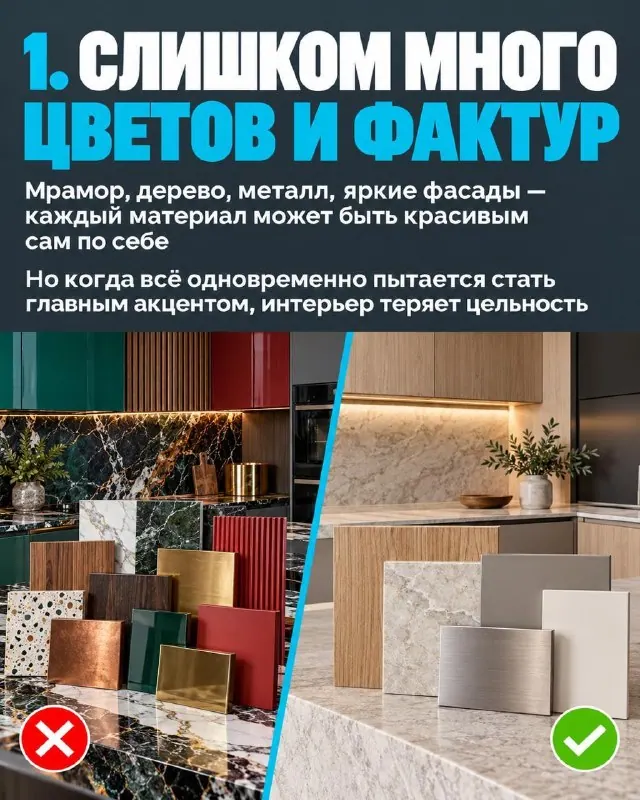 1. СЛИШКОМ МНОГО
ЦВЕТОВ И ФАКТУР
Мрамор, дерево, металл, яркие фасады —
каждый материал может быть красивым
сам по себе
Но когда всё одновременно пытается стать
главным акцентом, интерьер теряет цельность